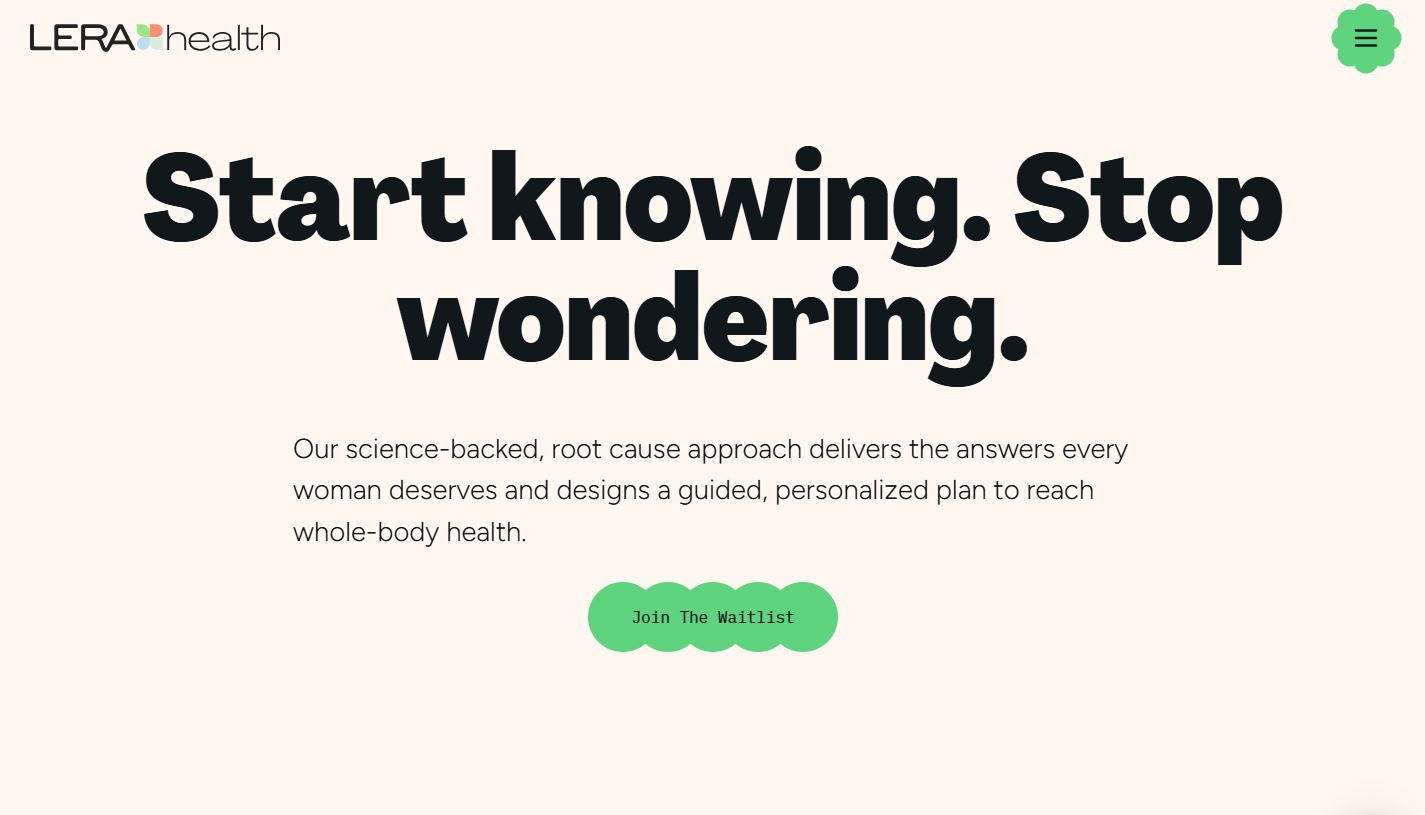 LERA health
Start knowing. Stop
wondering.
Our science-backed, root cause approach delivers the answers every
woman deserves and designs a guided, personalized plan to reach
whole-body health.
Join The Waitlist